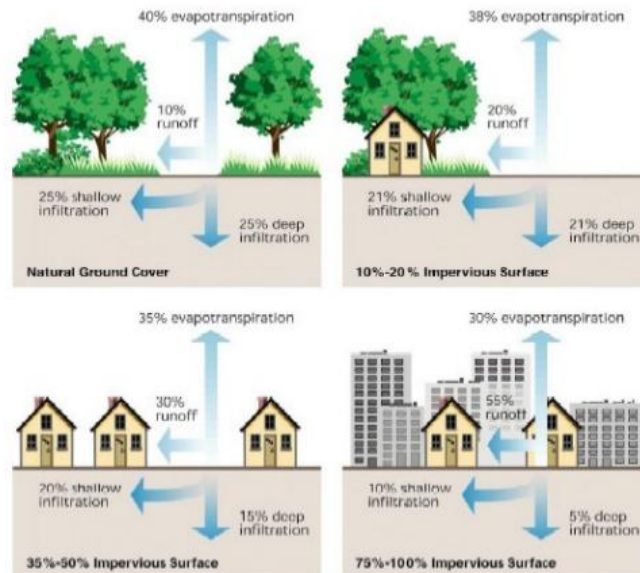 40% evapotranspiration
10%
runoff
25% shallow
infiltration
25% deep
infiltration
Natural Ground Cover
38% evapotranspiration
20%
runoff
21% shallow
infiltration
21% deep
infiltration
10%-20% Impervious Surface
35% evapotranspiration
30%
runoff
20% shallow
infiltration
15% deep
infiltration
35%-50% Impervious Surface
30% evapotranspiration
55%
runoff
10% shallow
infiltration
5% deep
infiltration
75%-100% Impervious Surface